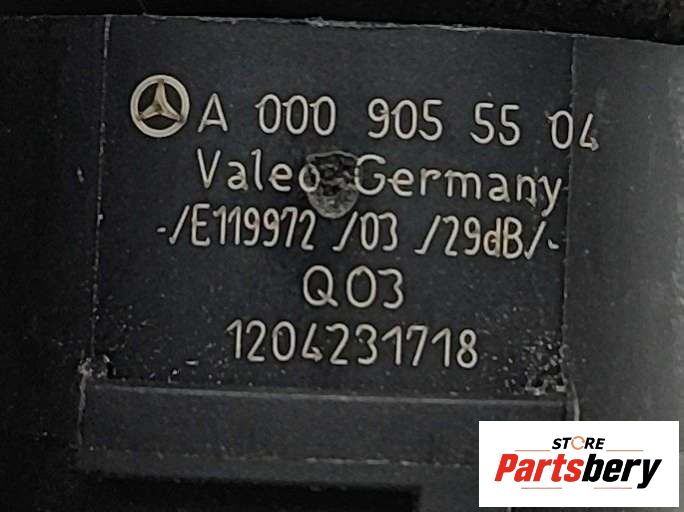 A 000 905 55 04
Valeo Germany
-/E119972 /03 /29dB/-
Q03
1204231718
STORE
Partsbery